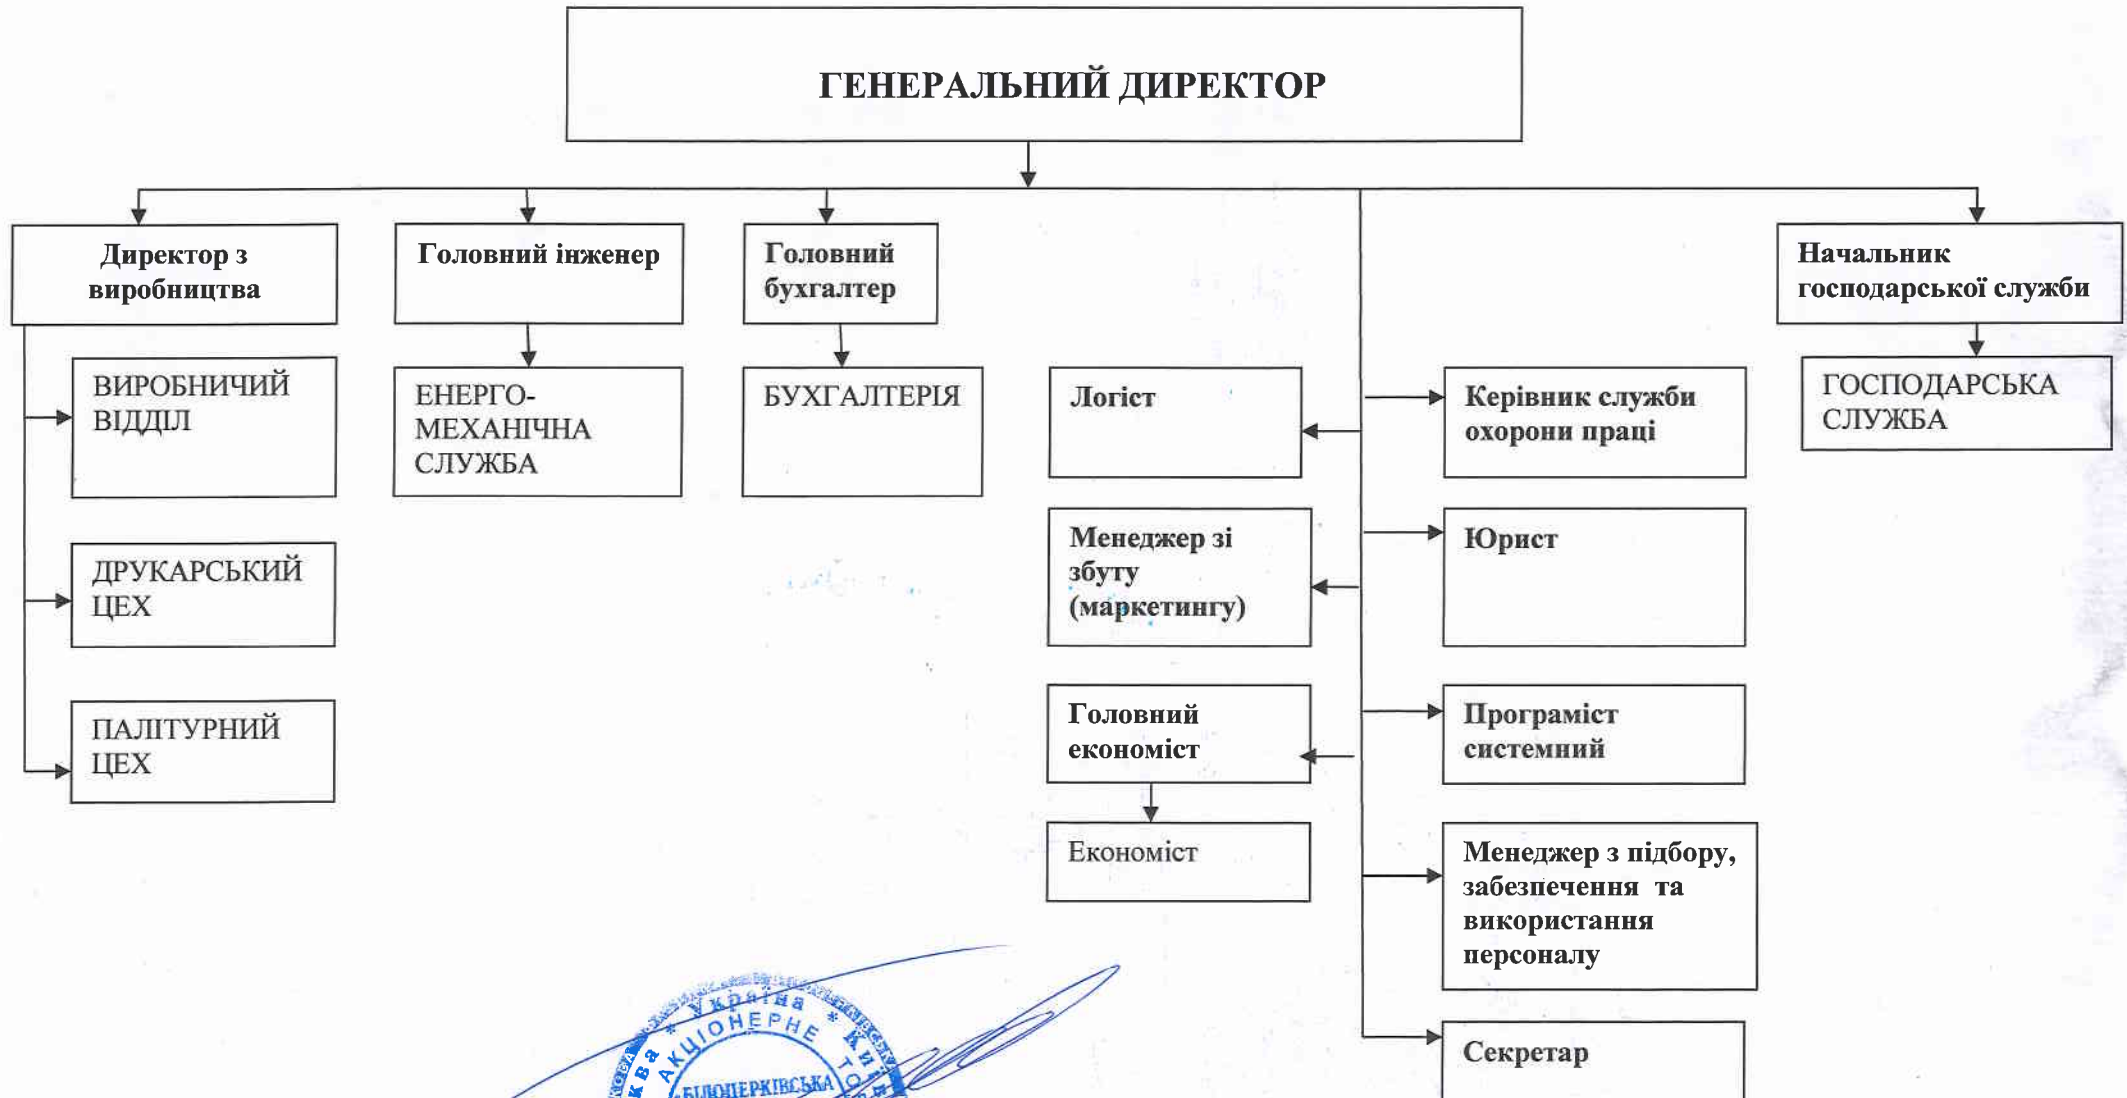 ГЕНЕРАЛЬНИЙ ДИРЕКТОР
Директор з
виробництва
Головний інженер
Головний
бухгалтер
Начальник
господарської служби
ВИРОБНИЧИЙ
ВІДДІЛ
ЕНЕРГО-
МЕХАНІЧНА
СЛУЖБА
БУХГАЛТЕРІЯ
Логіст
Керівник служби
охорони праці
ГОСПОДАРСЬКА
СЛУЖБА
Менеджер зі
збуту
(маркетингу)
Юрист
ДРУКАРСЬКИЙ
ЦЕХ
Головний
економіст
Програміст
системний
ПАЛІТУРНИЙ
ЦЕХ
Економіст
Менеджер з підбору,
забезпечення та
використання
персоналу
Секретар
* Україна *
АКЦІОНЕРНЕ
БІЛОЦЕРКІВСЬКА